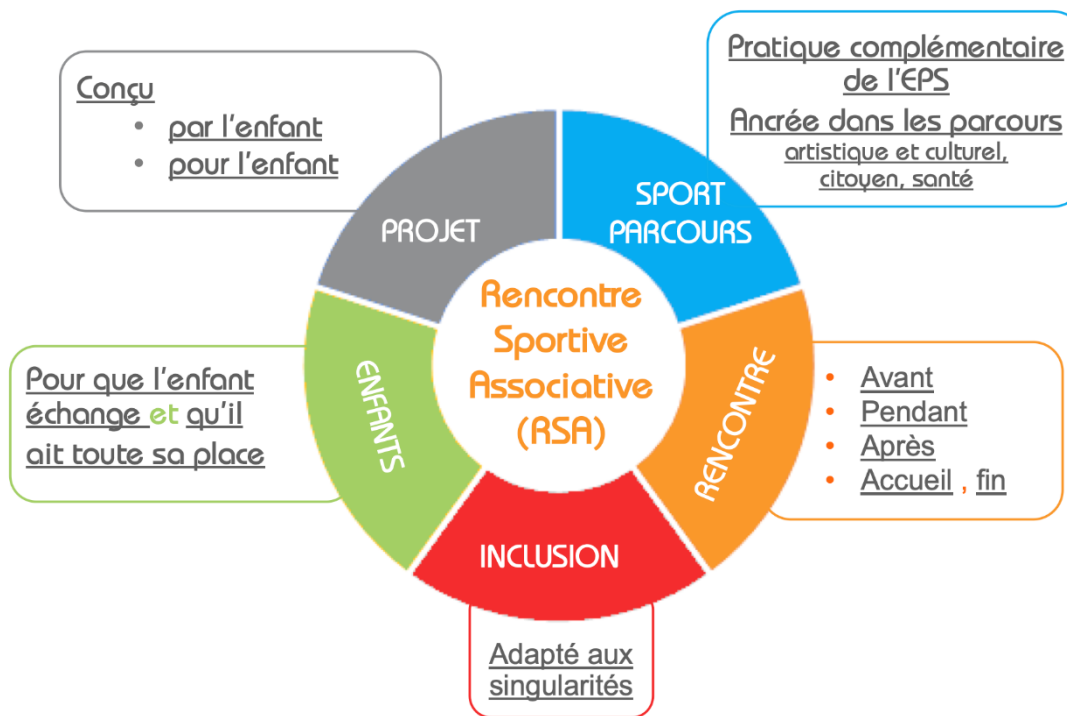 Conçu
• par l'enfant
• pour l'enfant
Pratique complémentaire
de l'EPS
Ancrée dans les parcours
artistique et culturel,
citoyen, santé
PROJET
SPORT
PARCOURS
Rencontre
Sportive
Associative
(RSA)
Pour que l'enfant
échange et qu'il
ait toute sa place
ENFANTS
RENCONTRE
• Avant
• Pendant
• Après
• Accueil , fin
INCLUSION
Adapté aux
singularités